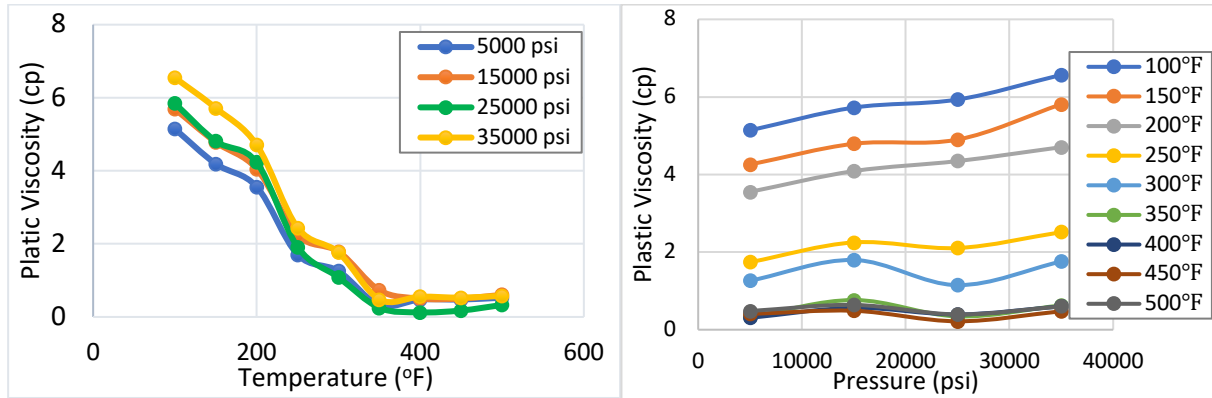 Platic Viscosity (cp)
8
6
4
2
0
0
200
400
600
Temperature (°F)
5000 psi
15000 psi
25000 psi
35000 psi
Plastic Viscosity (cp)
8
6
4
2
0
0
10000
20000
30000
40000
Pressure (psi)
100°F
150°F
200°F
250°F
300°F
350°F
400°F
450°F
500°F